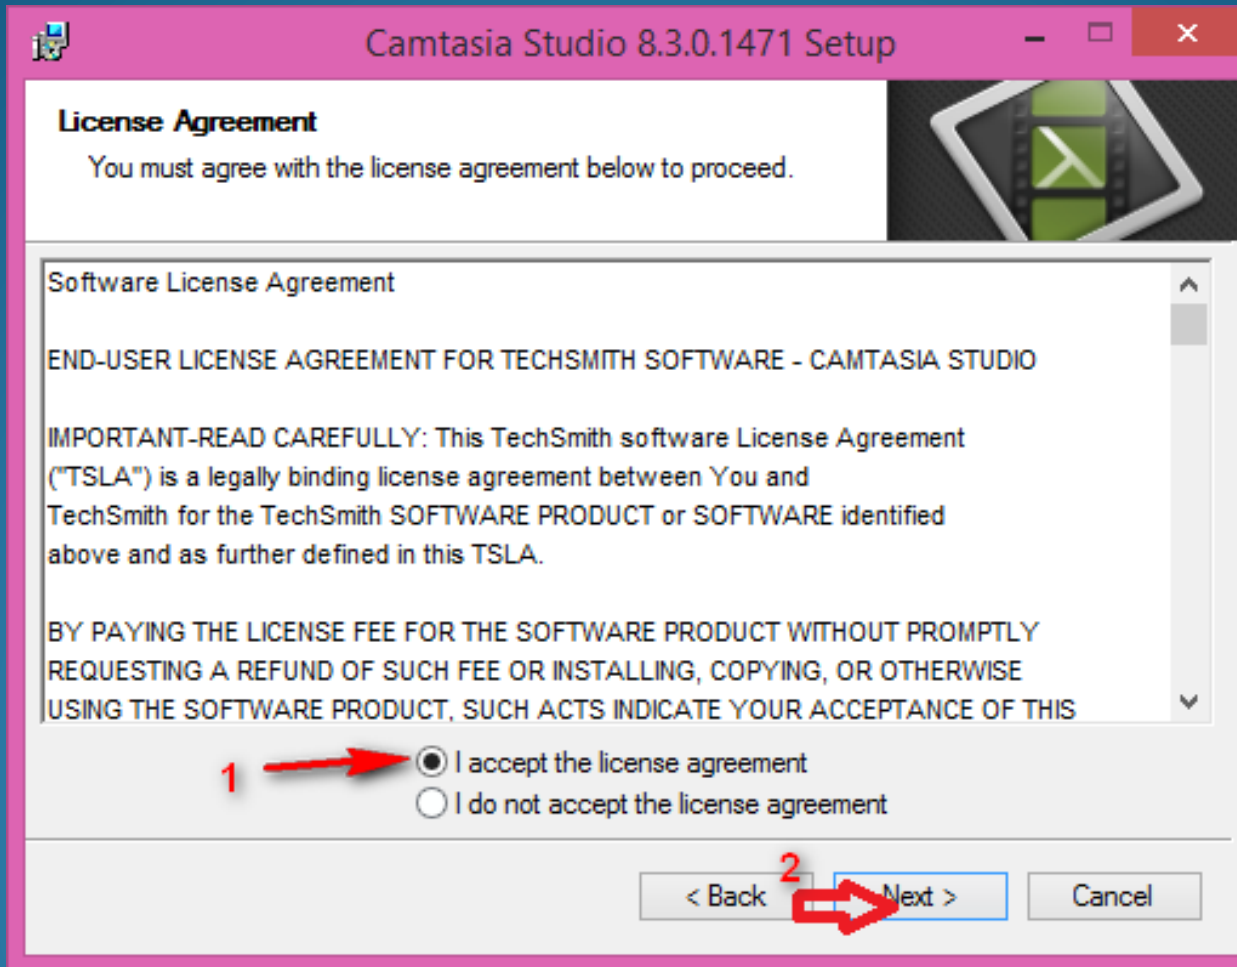 Camtasia Studio 8.3.0.1471 Setup
License Agreement
You must agree with the license agreement below to proceed.
Software License Agreement
END-USER LICENSE AGREEMENT FOR TECHSMITH SOFTWARE - CAMTASIA STUDIO
IMPORTANT-READ CAREFULLY: This TechSmith software License Agreement
("TSLA") is a legally binding license agreement between You and
TechSmith for the TechSmith SOFTWARE PRODUCT or SOFTWARE identified
above and as further defined in this TSLA.
BY PAYING THE LICENSE FEE FOR THE SOFTWARE PRODUCT WITHOUT PROMPTLY
REQUESTING A REFUND OF SUCH FEE OR INSTALLING, COPYING, OR OTHERWISE
USING THE SOFTWARE PRODUCT, SUCH ACTS INDICATE YOUR ACCEPTANCE OF THIS
1 I accept the license agreement
I do not accept the license agreement
2
< Back Next > Cancel